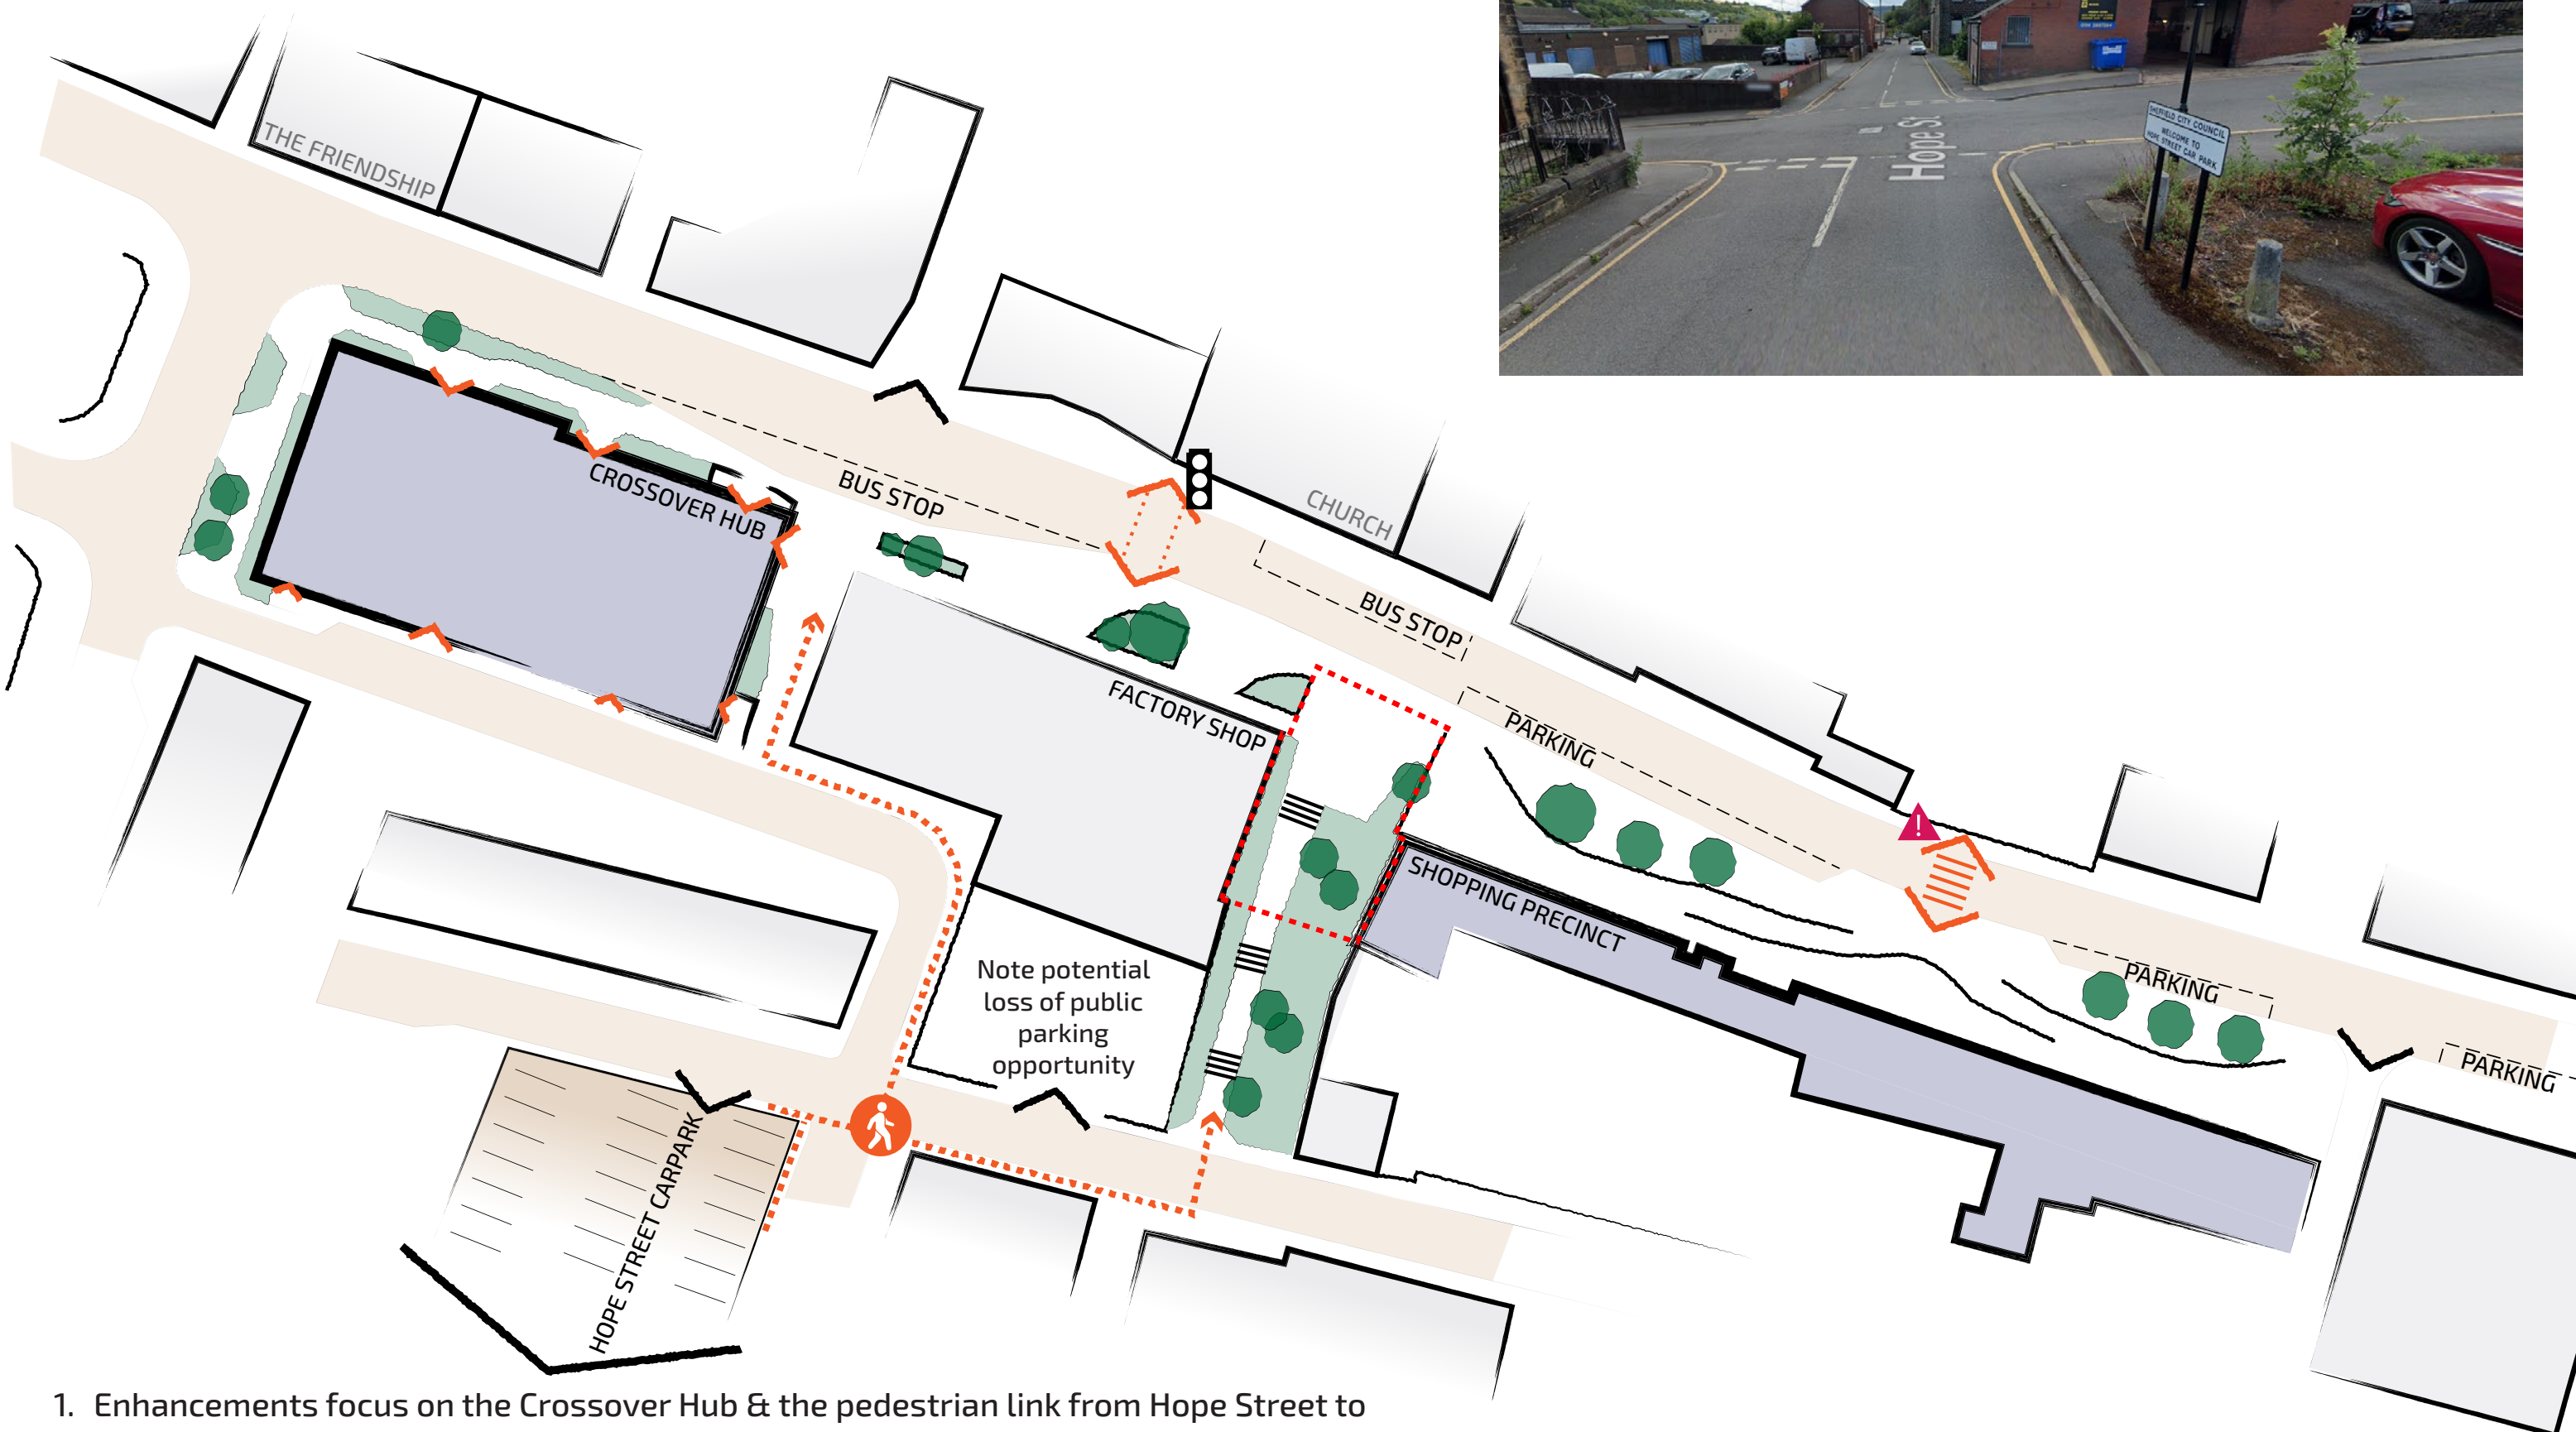 THE FRIENDSHIP
CROSSOVER HUB
BUS STOP
CHURCH
BUS STOP
FACTORY SHOP
PARKING
SHOPPING PRECINCT
PARKING
PARKING
Note potential
loss of public
parking
opportunity
HOPE STREET CARPARK
Hope St
SHEFFIELD CITY COUNCIL
WELCOME TO
HOPE STREET CAR PARK
1. Enhancements focus on the Crossover Hub & the pedestrian link from Hope Street to